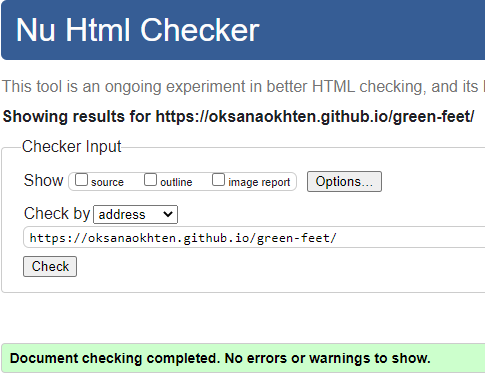 Nu Html Checker
This tool is an ongoing experiment in better HTML checking, and its
Showing results for https://oksanaokhten.github.io/green-feet/
Checker Input
Show source outline image report Options...
Check by address
https://oksanaokhten.github.io/green-feet/
Check
Document checking completed. No errors or warnings to show.